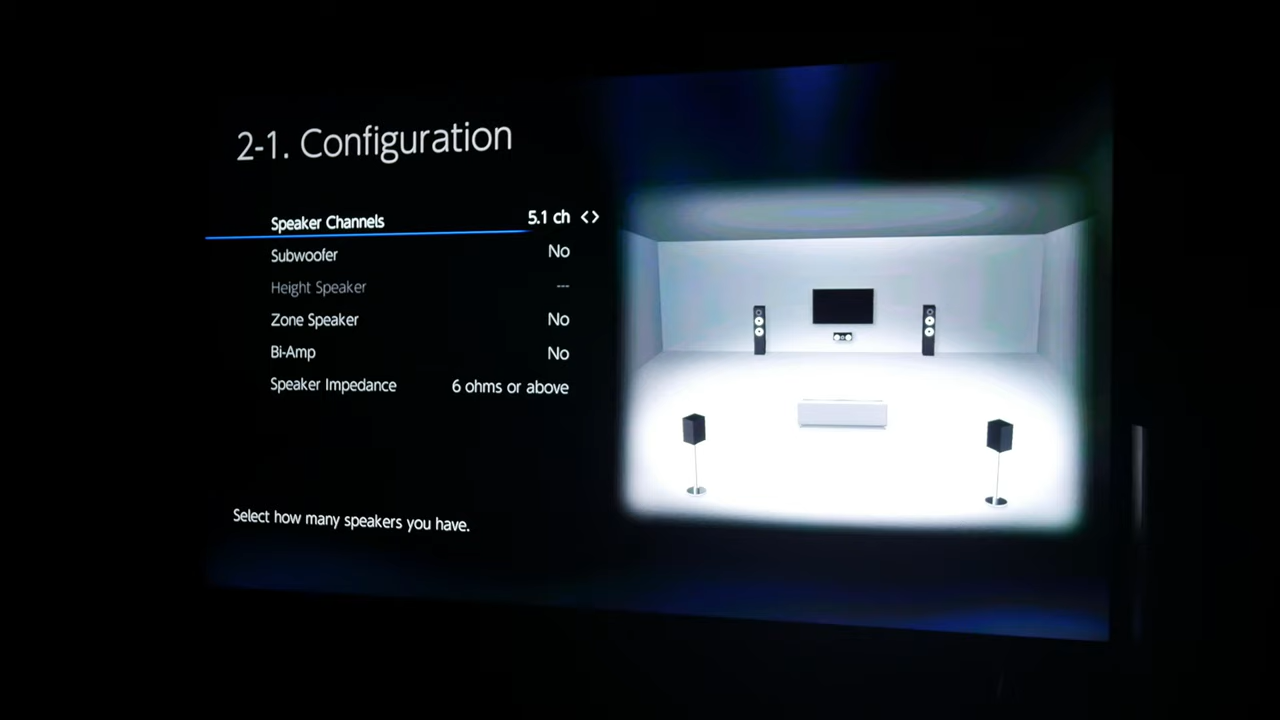 2-1. Configuration
Speaker Channels 5.1 ch <>
Subwoofer No
Height Speaker ---
Zone Speaker No
Bi-Amp No
Speaker Impedance 6 ohms or above
Select how many speakers you have.